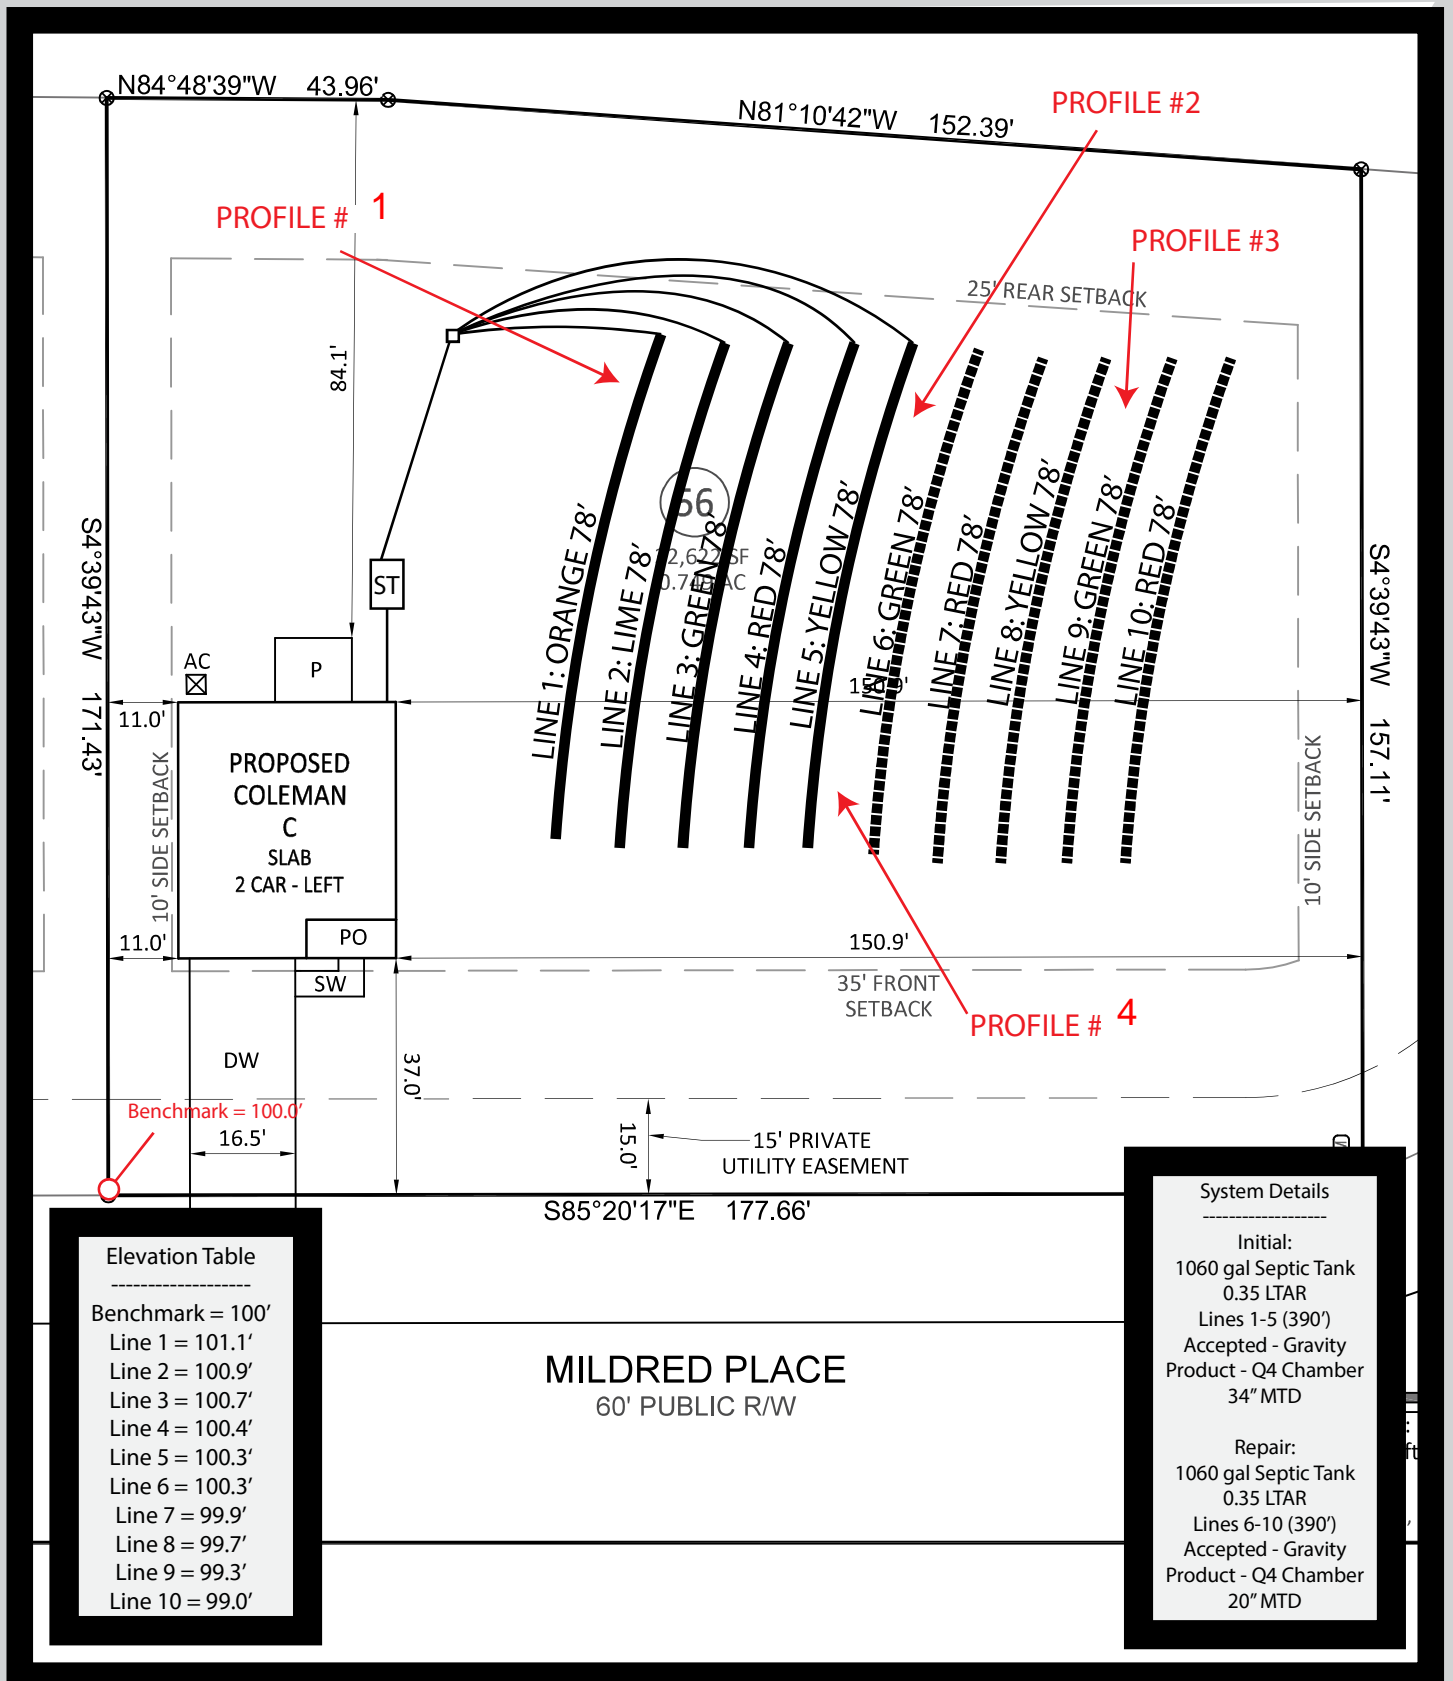 N84°48'39"W 43.96'
N81°10'42"W 152.39'
PROFILE #2
PROFILE # 1
PROFILE #3
25' REAR SETBACK
84.1'
S4°39'43"W 171.43'
S4°39'43"W 157.11'
56
SF
AC
LINE 1: ORANGE 78'
LINE 2: LIME 78'
LINE 3: GREEN 78'
LINE 4: RED 78'
LINE 5: YELLOW 78'
LINE 6: GREEN 78'
LINE 7: RED 78'
LINE 8: YELLOW 78'
LINE 9: GREEN 78'
LINE 10: RED 78'
ST
AC
P
150.9'
11.0'
10' SIDE SETBACK
PROPOSED
COLEMAN
C
SLAB
2 CAR - LEFT
10' SIDE SETBACK
PO
11.0'
150.9'
SW
35' FRONT
SETBACK
PROFILE # 4
DW
37.0'
Benchmark = 100.0'
16.5'
15.0'
15' PRIVATE
UTILITY EASEMENT
S85°20'17"E 177.66'
Elevation Table
-------------------
Benchmark = 100'
Line 1 = 101.1'
Line 2 = 100.9'
Line 3 = 100.7'
Line 4 = 100.4'
Line 5 = 100.3'
Line 6 = 100.3'
Line 7 = 99.9'
Line 8 = 99.7'
Line 9 = 99.3'
Line 10 = 99.0'
MILDRED PLACE
60' PUBLIC R/W
System Details
-------------------
Initial:
1060 gal Septic Tank
0.35 LTAR
Lines 1-5 (390')
Accepted - Gravity
Product - Q4 Chamber
34" MTD
Repair:
1060 gal Septic Tank
0.35 LTAR
Lines 6-10 (390')
Accepted - Gravity
Product - Q4 Chamber
20" MTD